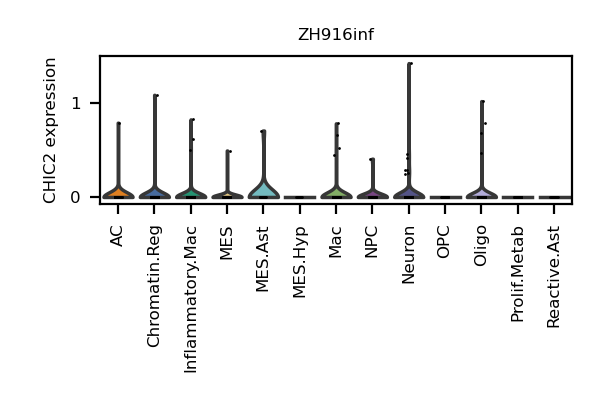 ZH916inf
CHIC2 expression
1
0
AC
Chromatin.Reg
Inflammatory.Mac
MES
MES.Ast
MES.Hyp
Mac
NPC
Neuron
OPC
Oligo
Prolif.Metab
Reactive.Ast